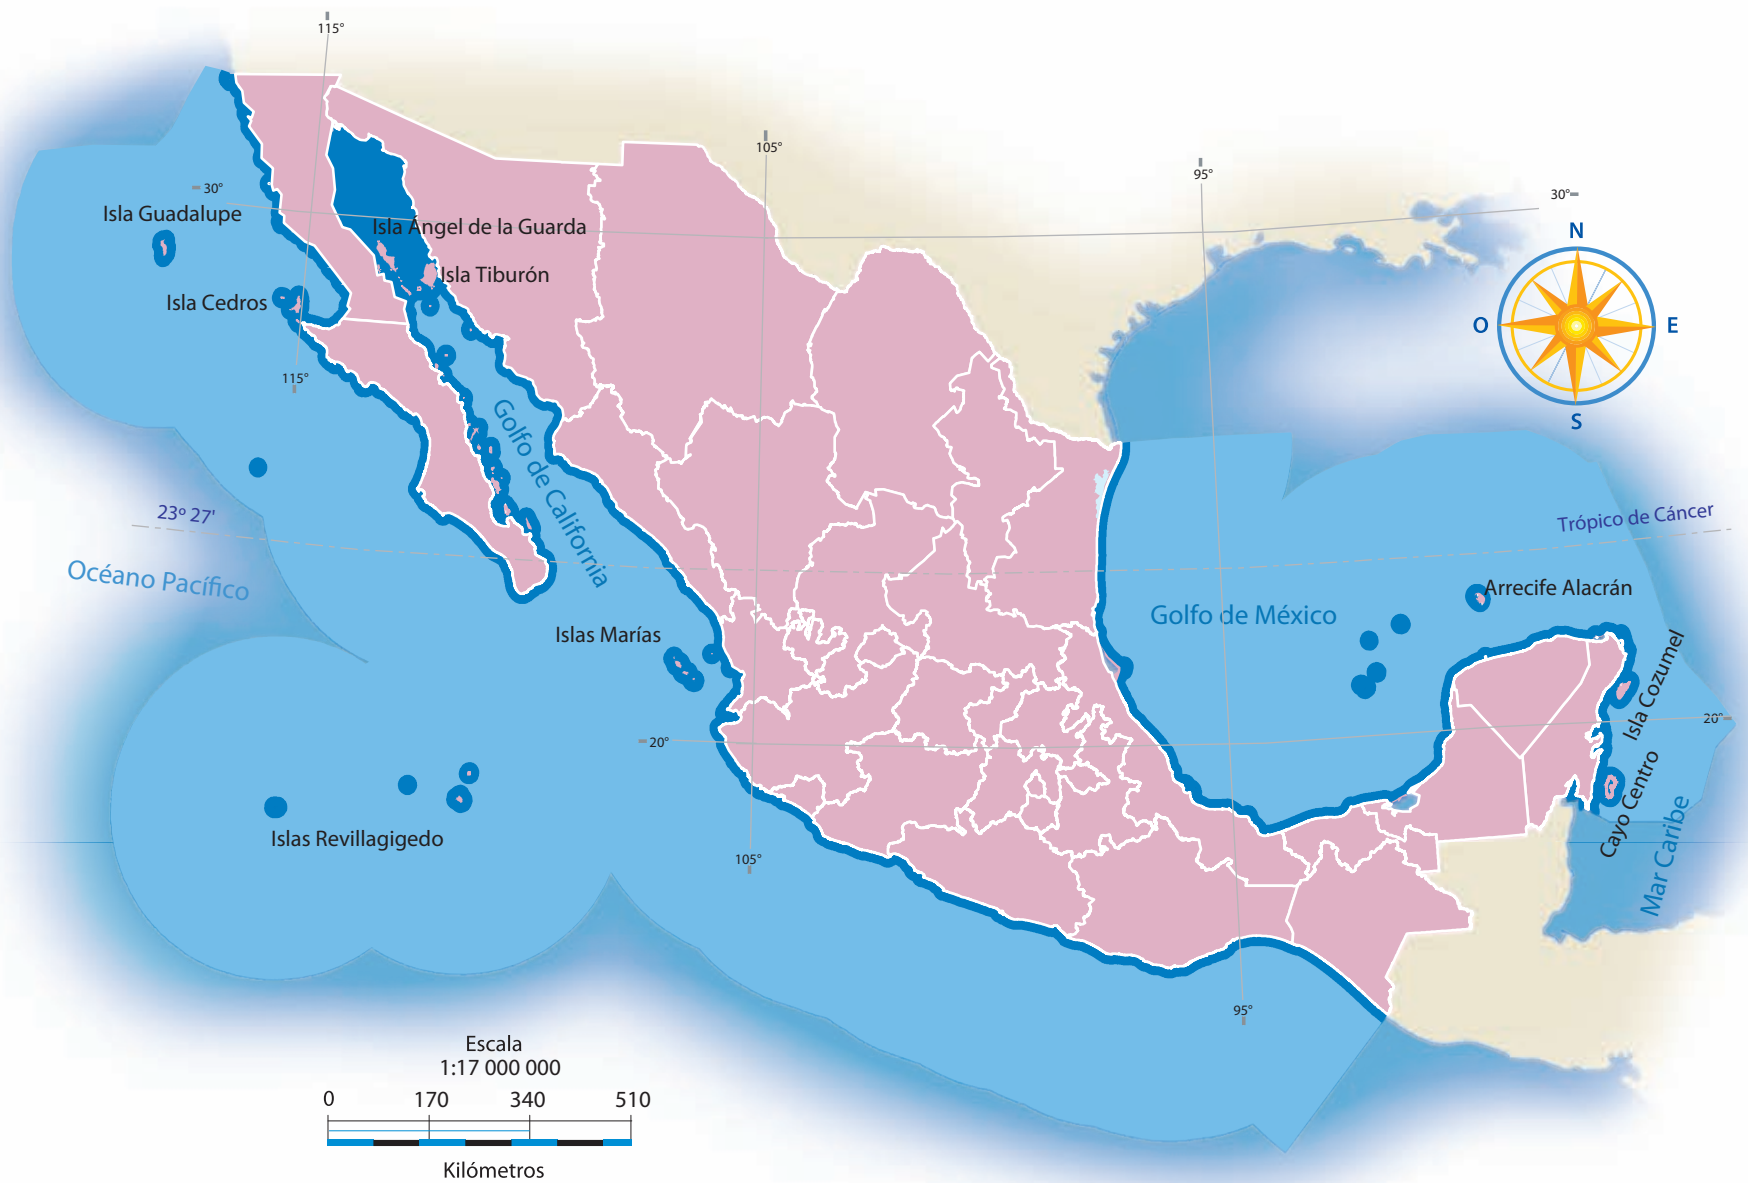 115°
105°
95°
30°
30°
N
Isla Guadalupe
Isla Ángel de la Guarda
Isla Tiburón
Isla Cedros
O
E
115°
S
Golfo de California
23° 27'
Trópico de Cáncer
Océano Pacífico
Arrecife Alacrán
Golfo de México
Islas Marías
Isla Cozumel
20°
20°
Cayo Centro
Islas Revillagigedo
Mar Caribe
105°
95°
Escala
1:17 000 000
0 170 340 510
Kilómetros